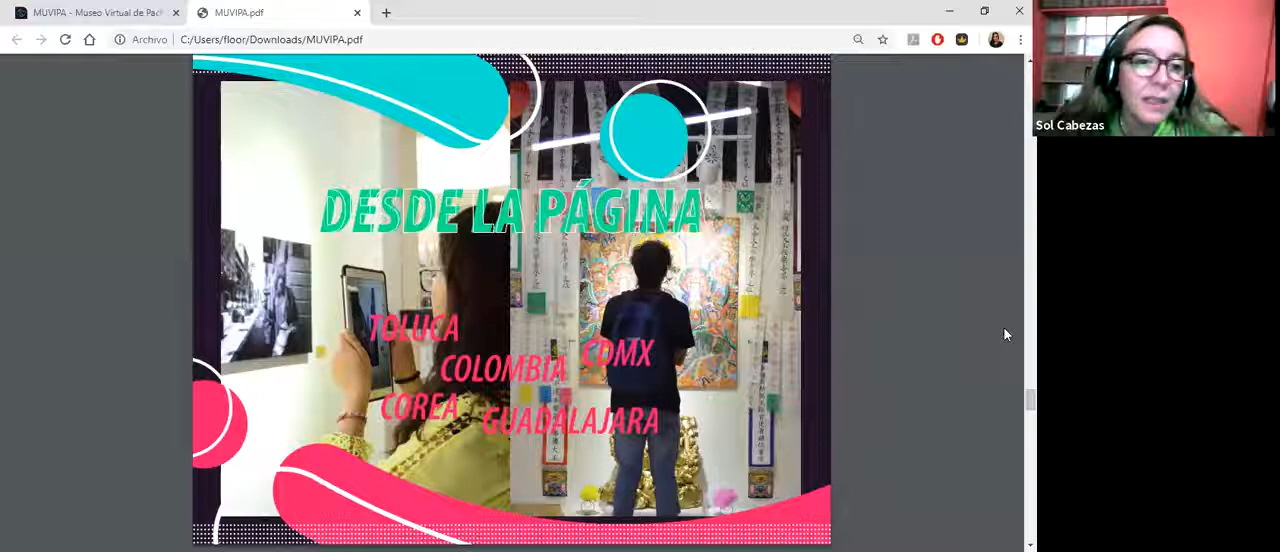 MUVIPA - Museo Virtual de Pach
MUVIPA.pdf
Archivo
C:/Users/floor/Downloads/MUVIPA.pdf
Sol Cabezas
DESDE LA PÁGINA
TOLUCA
CDMX
COLOMBIA
COREA
GUADALAJARA